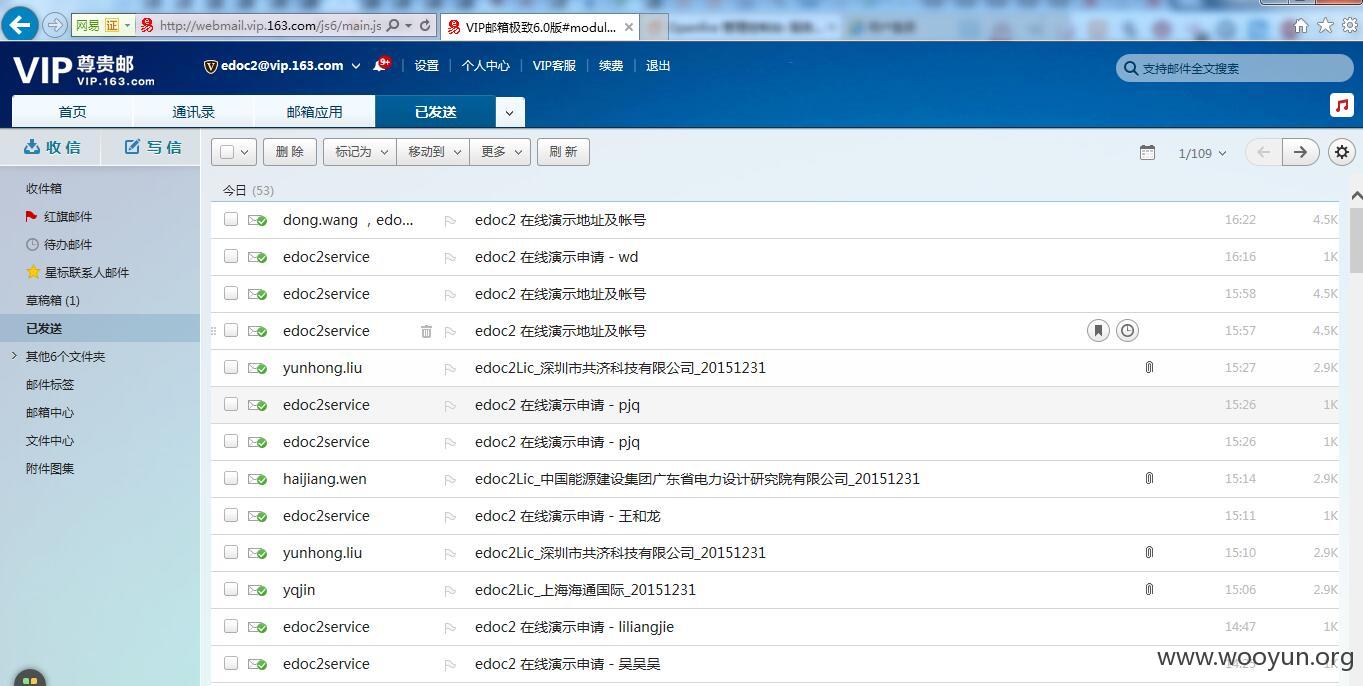 网易 证 http://webmail.vip.163.com/js6/main.js VIP邮箱极致6.0版#modul...
VIP 尊贵邮 VIP.163.com edoc2@vip.163.com 9+ 设置 个人中心 VIP客服 续费 退出 支持邮件全文搜索
首页 通讯录 邮箱应用 已发送
收信 写信 删 除 标记为 移动到 更多 刷 新 1/109
收件箱
红旗邮件
待办邮件
星标联系人邮件
草稿箱 (1)
已发送
其他6个文件夹
邮件标签
邮箱中心
文件中心
附件图集
今日 (53)
dong.wang ，edo... edoc2 在线演示地址及帐号 16:22 4.5K
edoc2service edoc2 在线演示申请 - wd 16:16 1K
edoc2service edoc2 在线演示地址及帐号 15:58 4.5K
edoc2service edoc2 在线演示地址及帐号 15:57 4.5K
yunhong.liu edoc2Lic_深圳市共济科技有限公司_20151231 15:27 2.9K
edoc2service edoc2 在线演示申请 - pjq 15:26 1K
edoc2service edoc2 在线演示申请 - pjq 15:26 1K
haijiang.wen edoc2Lic_中国能源建设集团广东省电力设计研究院有限公司_20151231 15:14 2.9K
edoc2service edoc2 在线演示申请 - 王和龙 15:11 1K
yunhong.liu edoc2Lic_深圳市共济科技有限公司_20151231 15:10 2.9K
yqjin edoc2Lic_上海海通国际_20151231 15:06 2.9K
edoc2service edoc2 在线演示申请 - liliangjie 14:47 1K
edoc2service edoc2 在线演示申请 - 吴昊昊 1K
www.wooyun.org